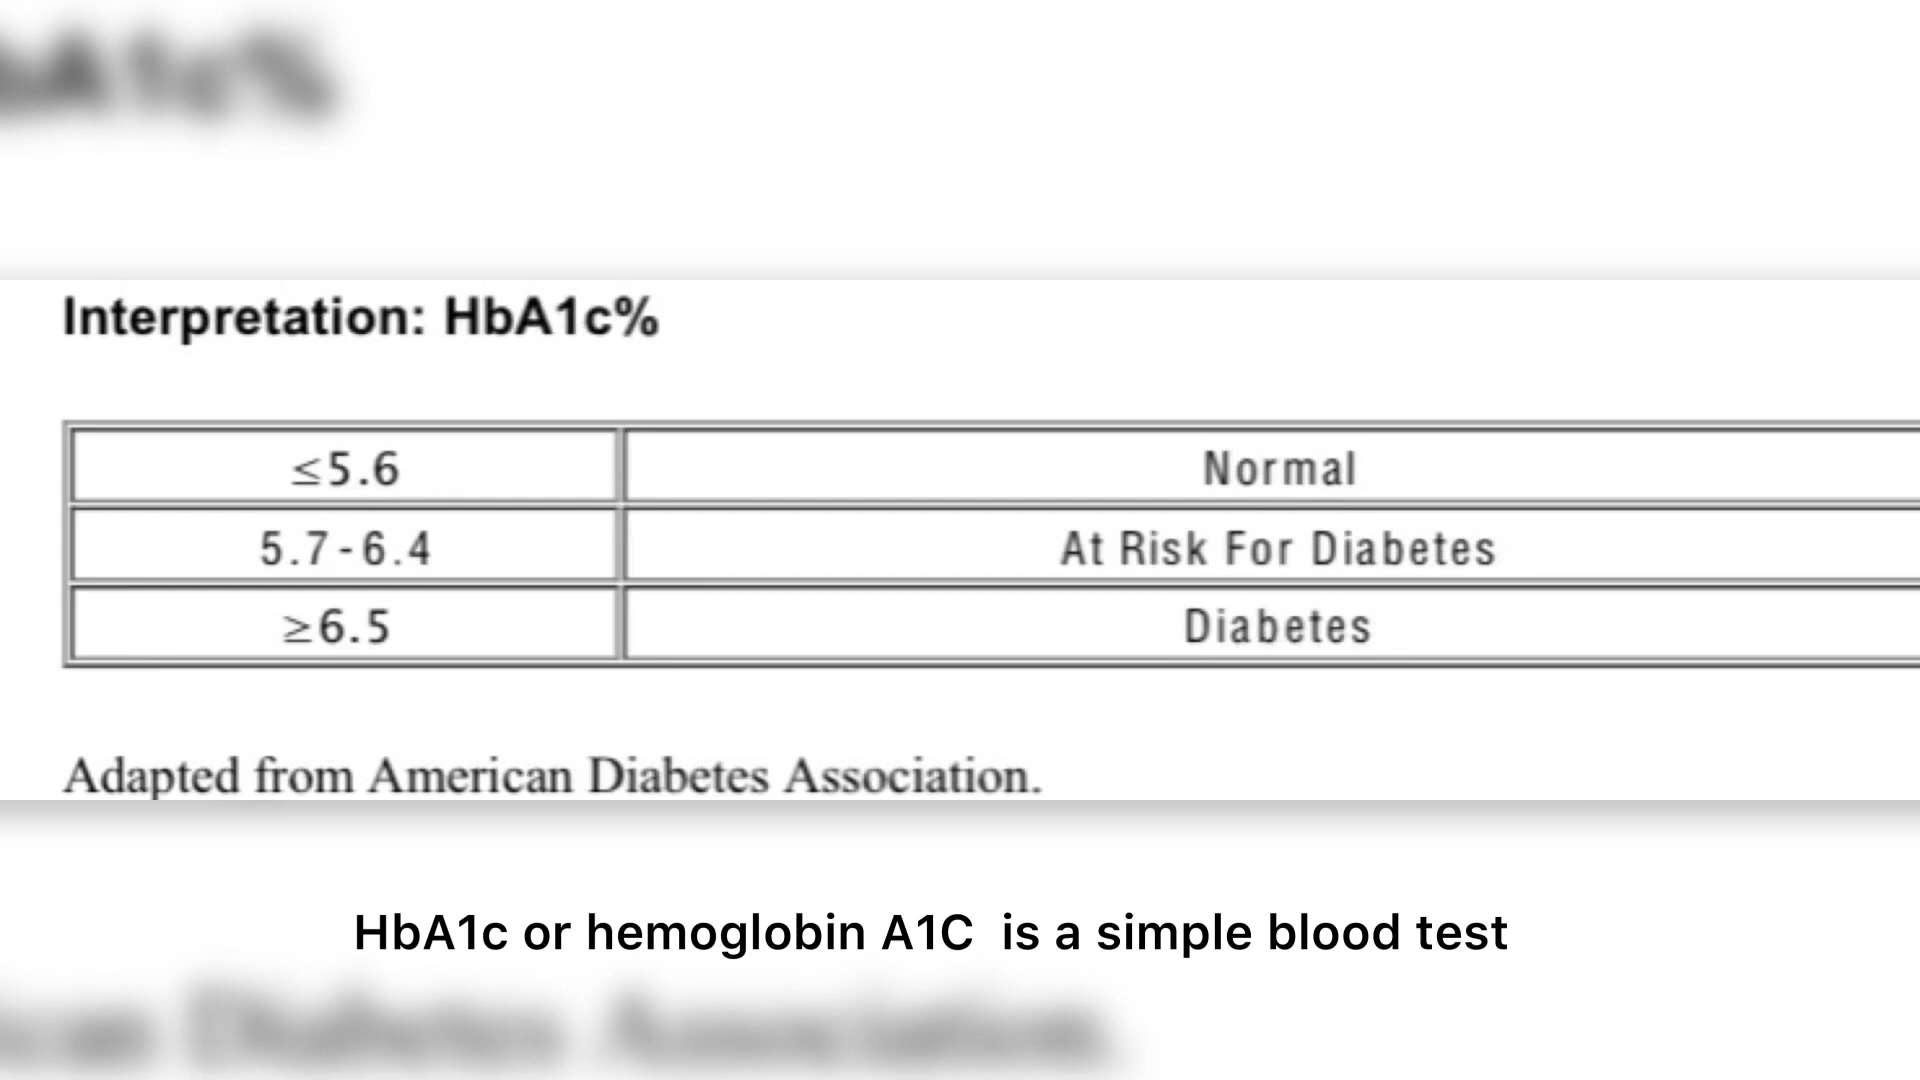 Interpretation: HbA1c%
≤5.6 Normal
5.7-6.4 At Risk For Diabetes
≥6.5 Diabetes
Adapted from American Diabetes Association.
HbA1c or hemoglobin A1C  is a simple blood test